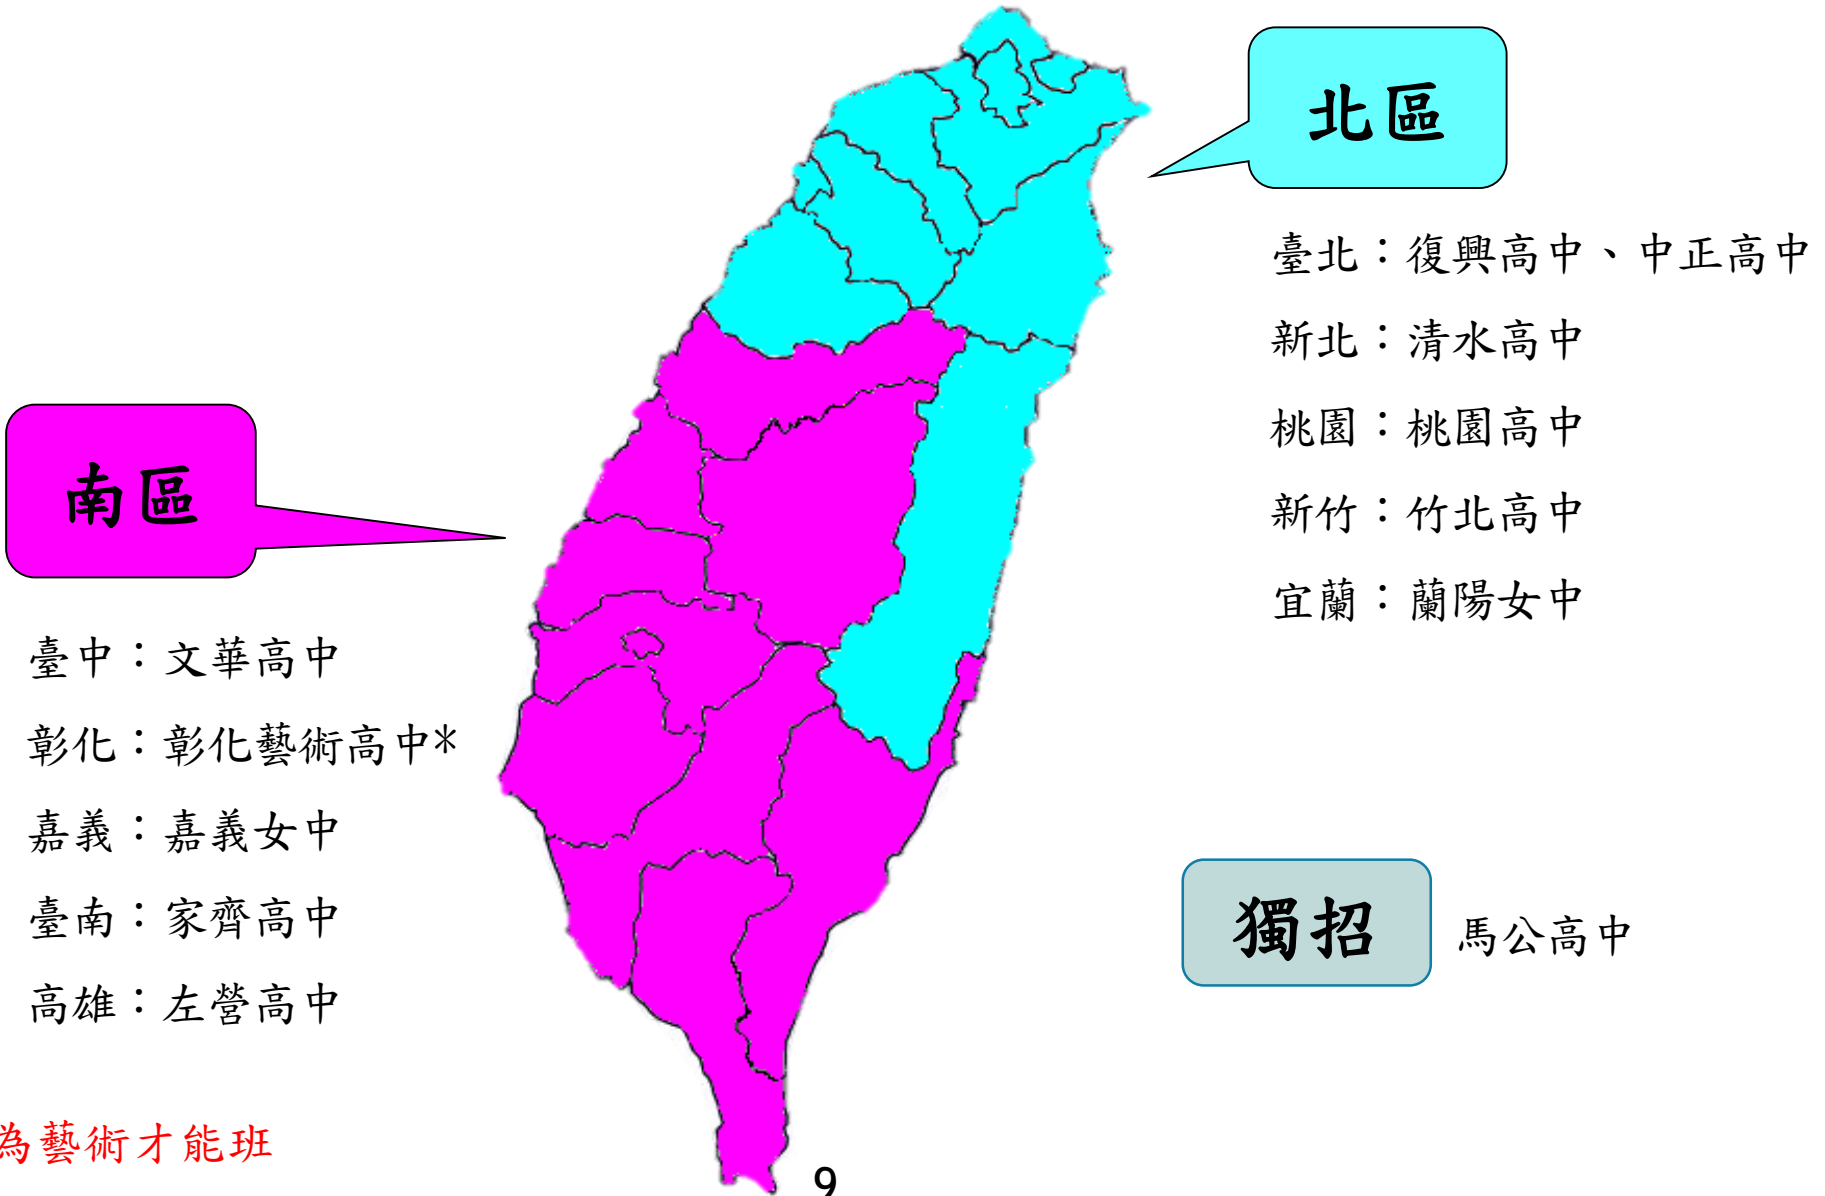 北區
臺北：復興高中、中正高中
新北：清水高中
桃園：桃園高中
新竹：竹北高中
宜蘭：蘭陽女中
南區
臺中：文華高中
彰化：彰化藝術高中*
嘉義：嘉義女中
臺南：家齊高中
高雄：左營高中
獨招
馬公高中
為藝術才能班
9